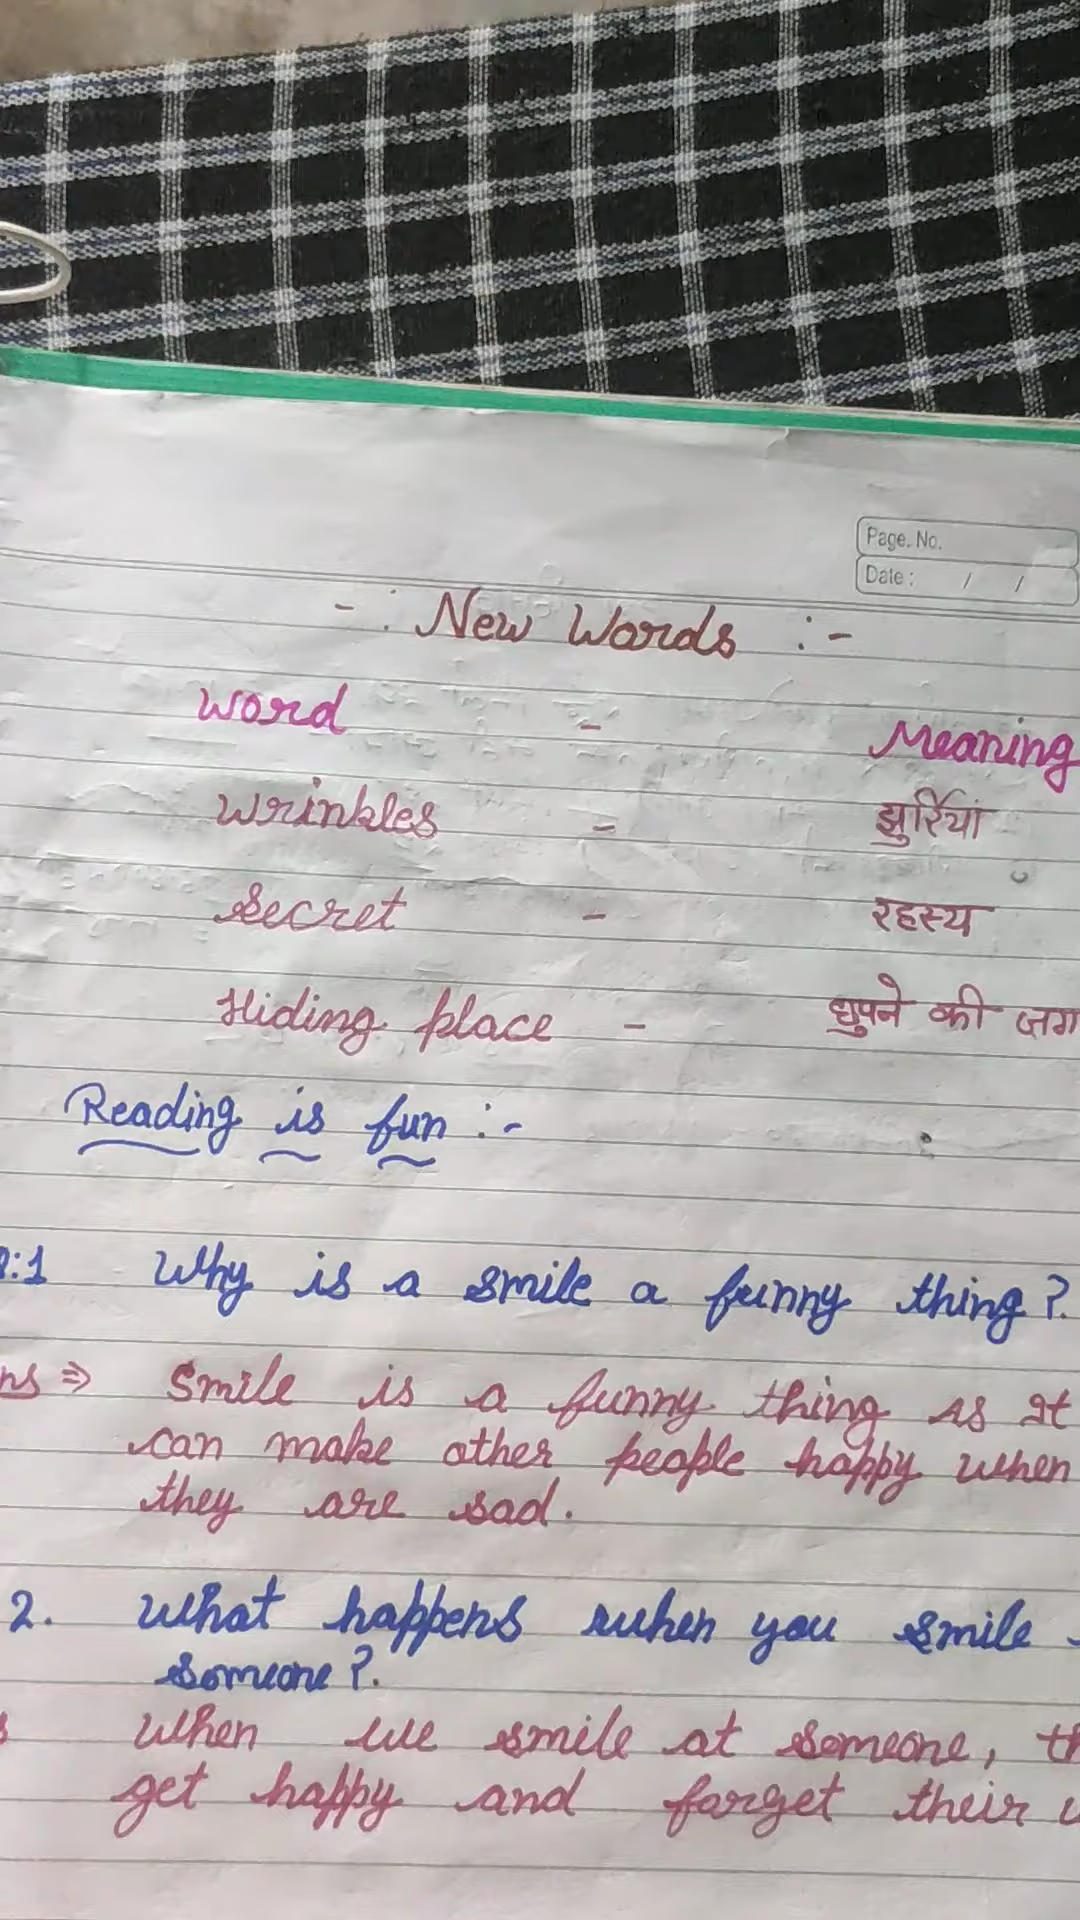 Page. No.
Date: / /
-: New Words :-
Word - Meaning
Wrinkles - झुर्रियां
Secret - रहस्य
Hiding place - छुपने की
Reading is fun :-
:1 Why is a smile a funny thing?
ns ⇒ Smile is a funny thing as it
can make other people happy when
they are sad.
2. What happens when you smile
someone?
When we smile at someone,
get happy and forget their